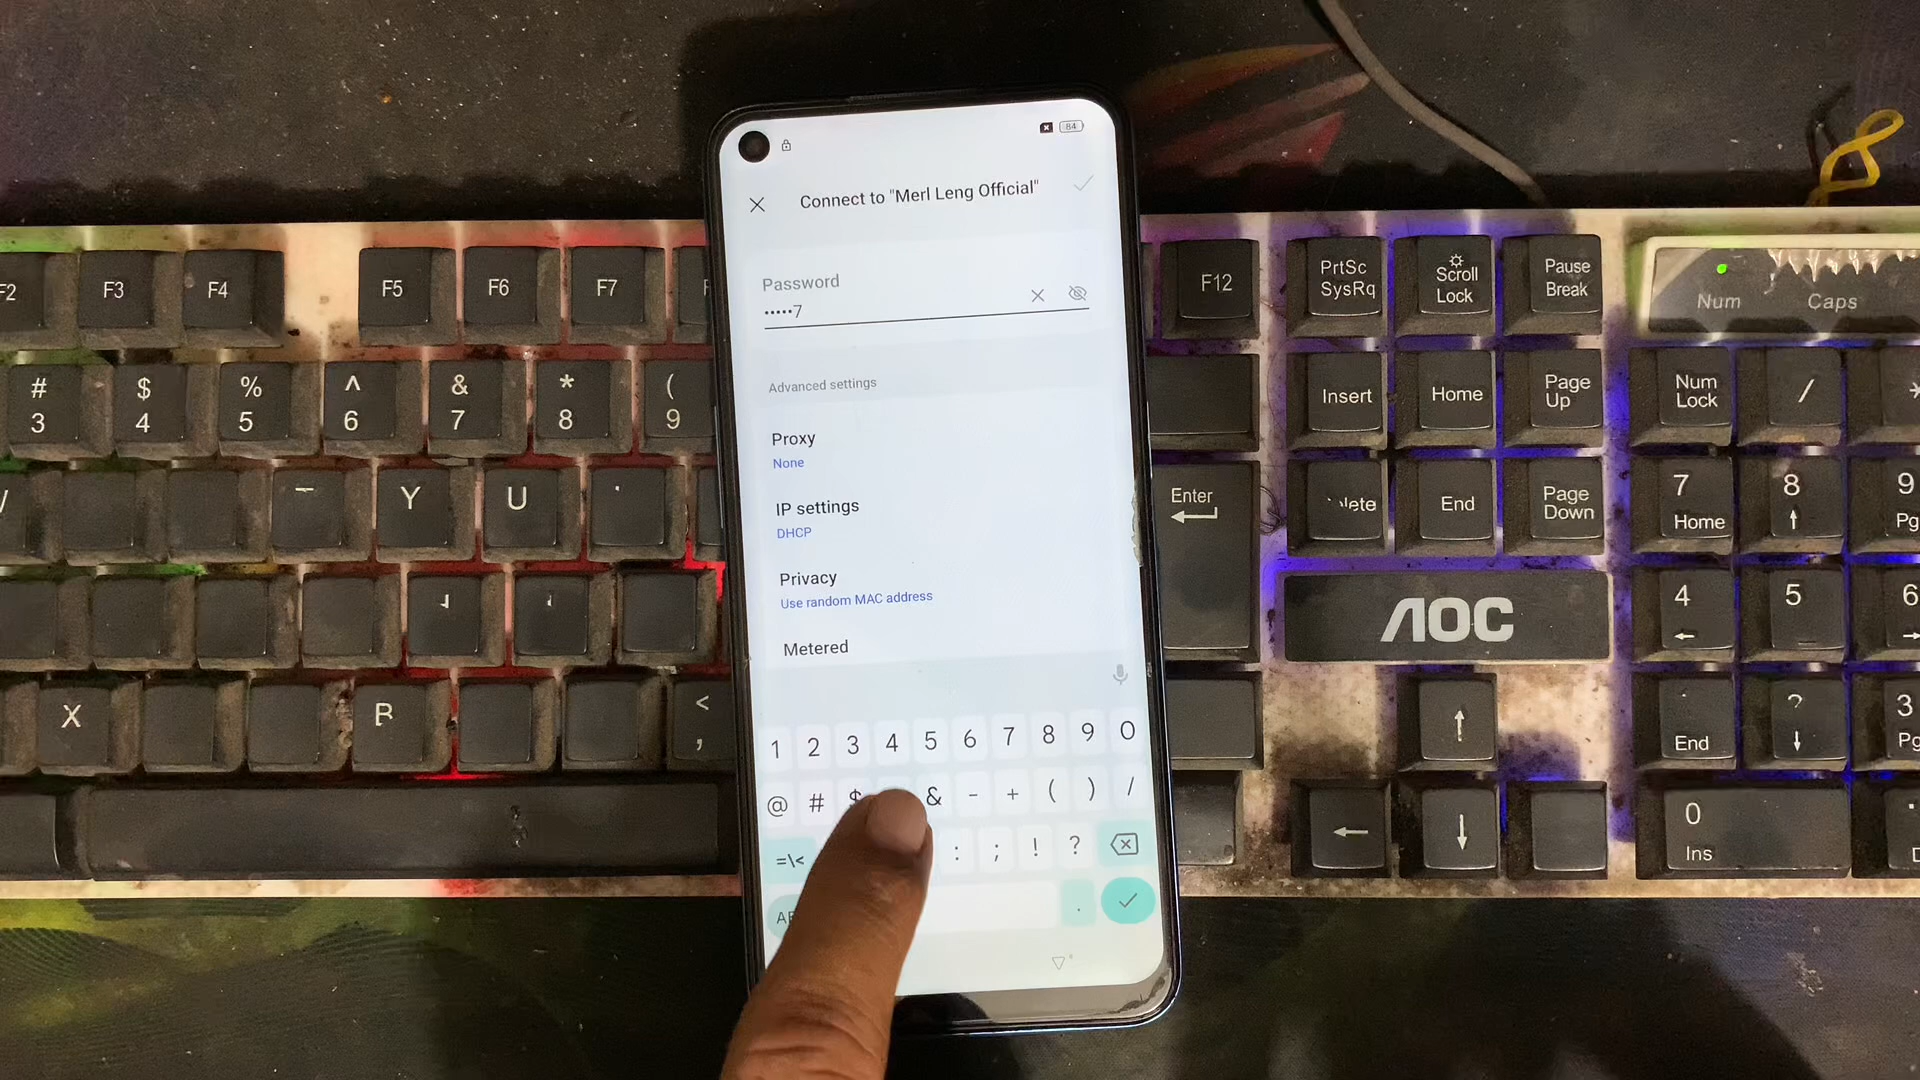 84
Connect to "Merl Leng Official"
Password
•••••7
Advanced settings
Proxy
None
IP settings
DHCP
Privacy
Use random MAC address
Metered
1 2 3 4 5 6 7 8 9 0
@ # $ & - + ( ) /
=\< : ; ! ?
.
F2 F3 F4 F5 F6 F7
# $ % ^ & * (
3 4 5 6 7 8 9
Y U
X
<
,
F12
PrtSc
SysRq
Scroll
Lock
Pause
Break
Num Caps
Insert Home Page
Up
Num
Lock
/
*
Enter
End
Page
Down
7
Home
8
9
Pg
AOC
4 5 6
End
?
3
Pg
0
Ins
.